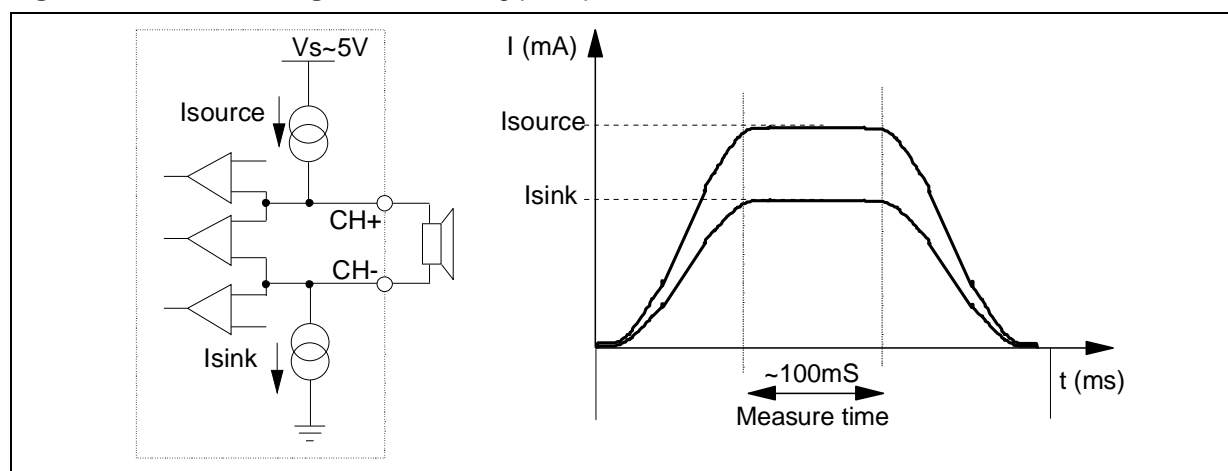 Vs~5V
Isource
CH+
CH-
Isink
I (mA)
Isource
Isink
~100mS
Measure time
t (ms)